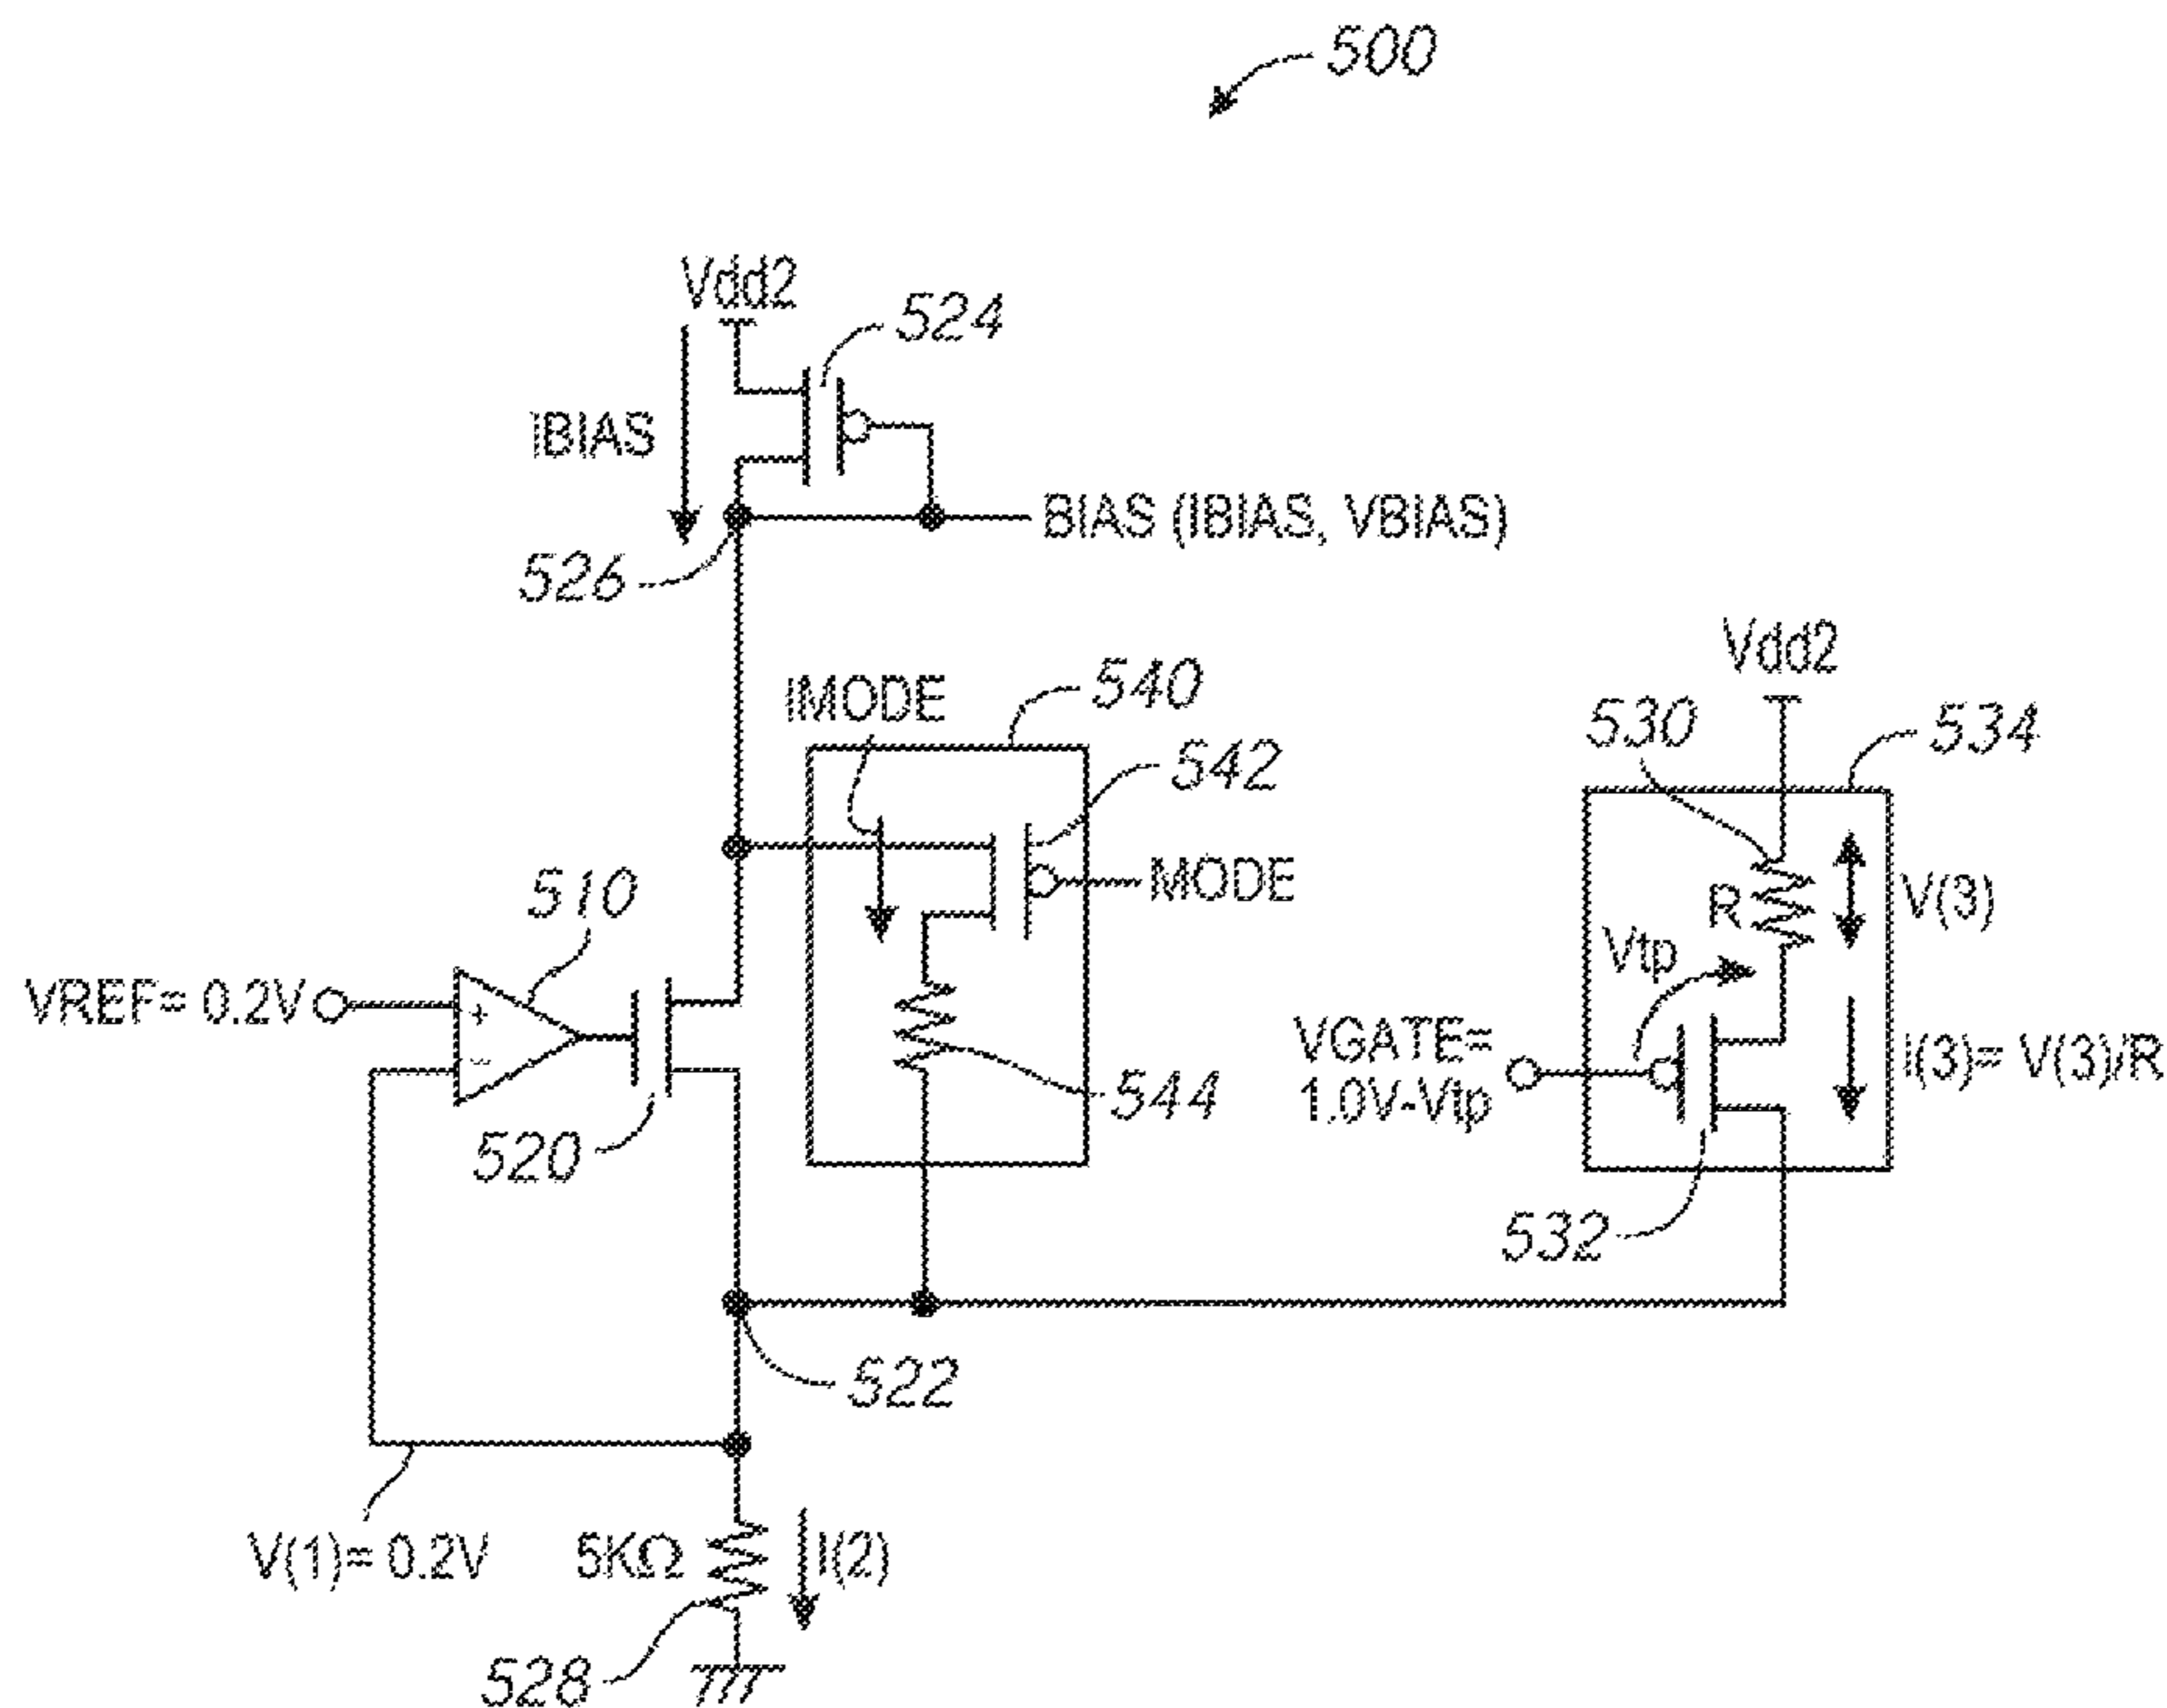 500
Vdd2
524
IBIAS
BIAS (IBIAS, VBIAS)
526
Vdd2
IMODE
540
530
534
542
MODE
510
R
V(3)
Vtp
VREF= 0.2V
+
−
VGATE=
1.0V-Vtp
I(3)= V(3)/R
544
520
532
522
V(1)= 0.2V
5KΩ
I(2)
528